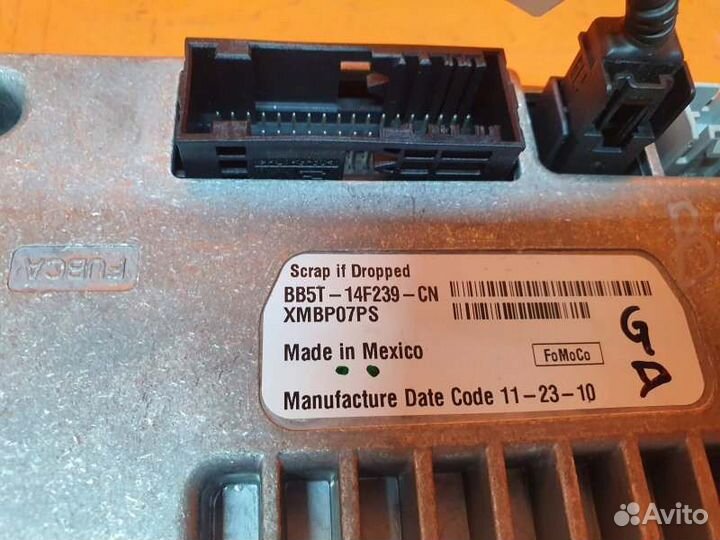 FUBCA
Scrap if Dropped
BB5T-14F239-CN
XMBP07PS
Made in Mexico
FoMoCo
Manufacture Date Code 11-23-10
G
A
Avito